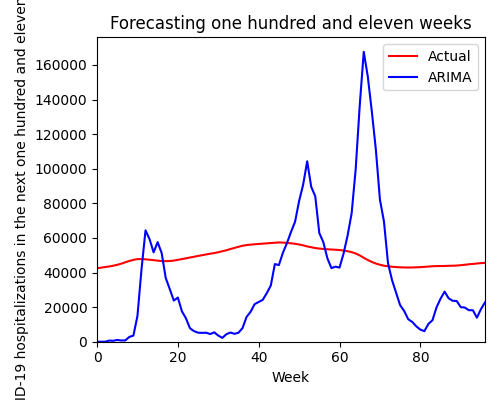 Forecasting one hundred and eleven weeks
Actual
ARIMA
ID-19 hospitalizations in the next one hundred and eleven
160000
140000
120000
100000
80000
60000
40000
20000
0
0 20 40 60 80
Week